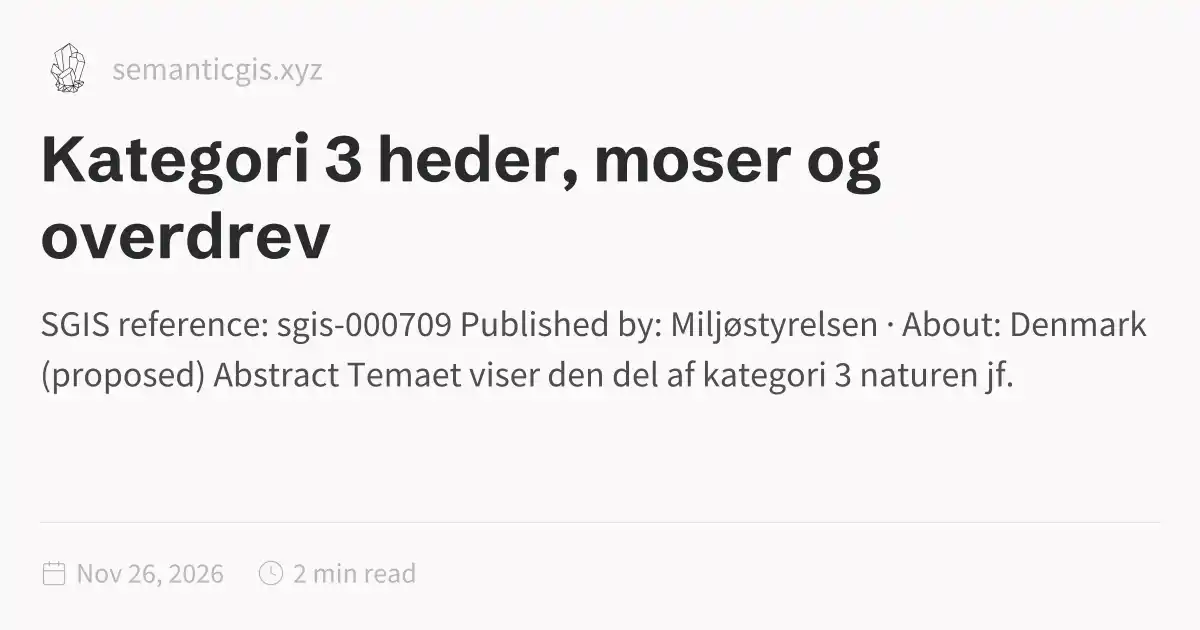 semanticgis.xyz
Kategori 3 heder, moser og
overdrev
SGIS reference: sgis-000709 Published by: Miljøstyrelsen · About: Denmark
(proposed) Abstract Temaet viser den del af kategori 3 naturen jf.
Nov 26, 2026 2 min read